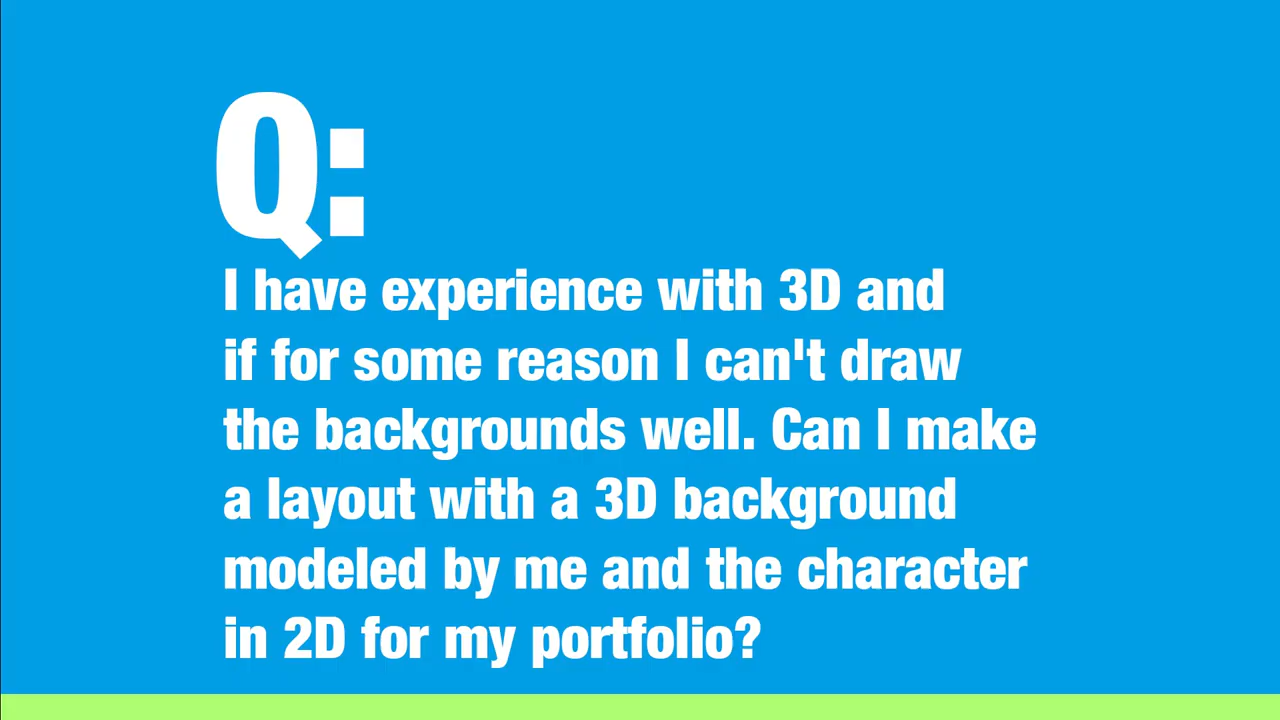 Q:
I have experience with 3D and
if for some reason I can't draw
the backgrounds well. Can I make
a layout with a 3D background
modeled by me and the character
in 2D for my portfolio?